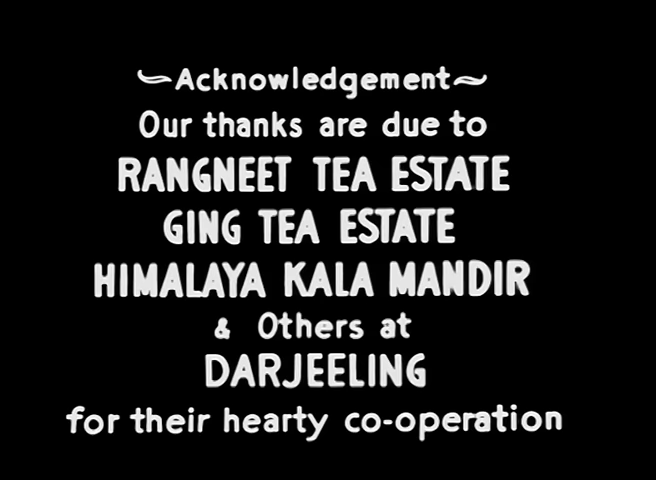 Acknowledgement
Our thanks are due to
RANGNEET TEA ESTATE
GING TEA ESTATE
HIMALAYA KALA MANDIR
& Others at
DARJEELING
for their hearty co-operation